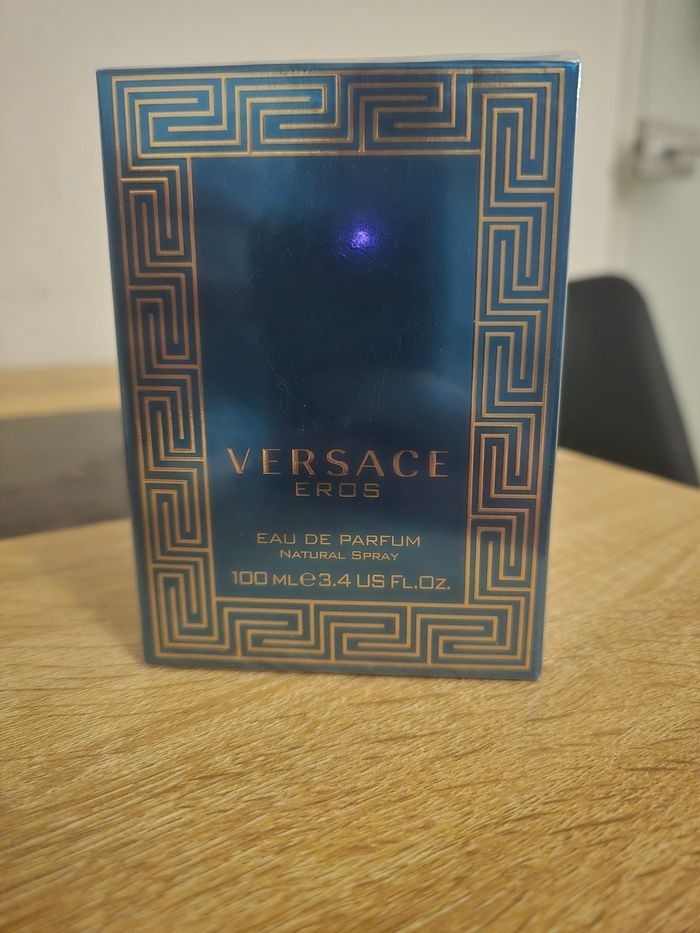 VERSACE
EROS
EAU DE PARFUM
NATURAL SPRAY
100 ML℮3.4 US FL.OZ.